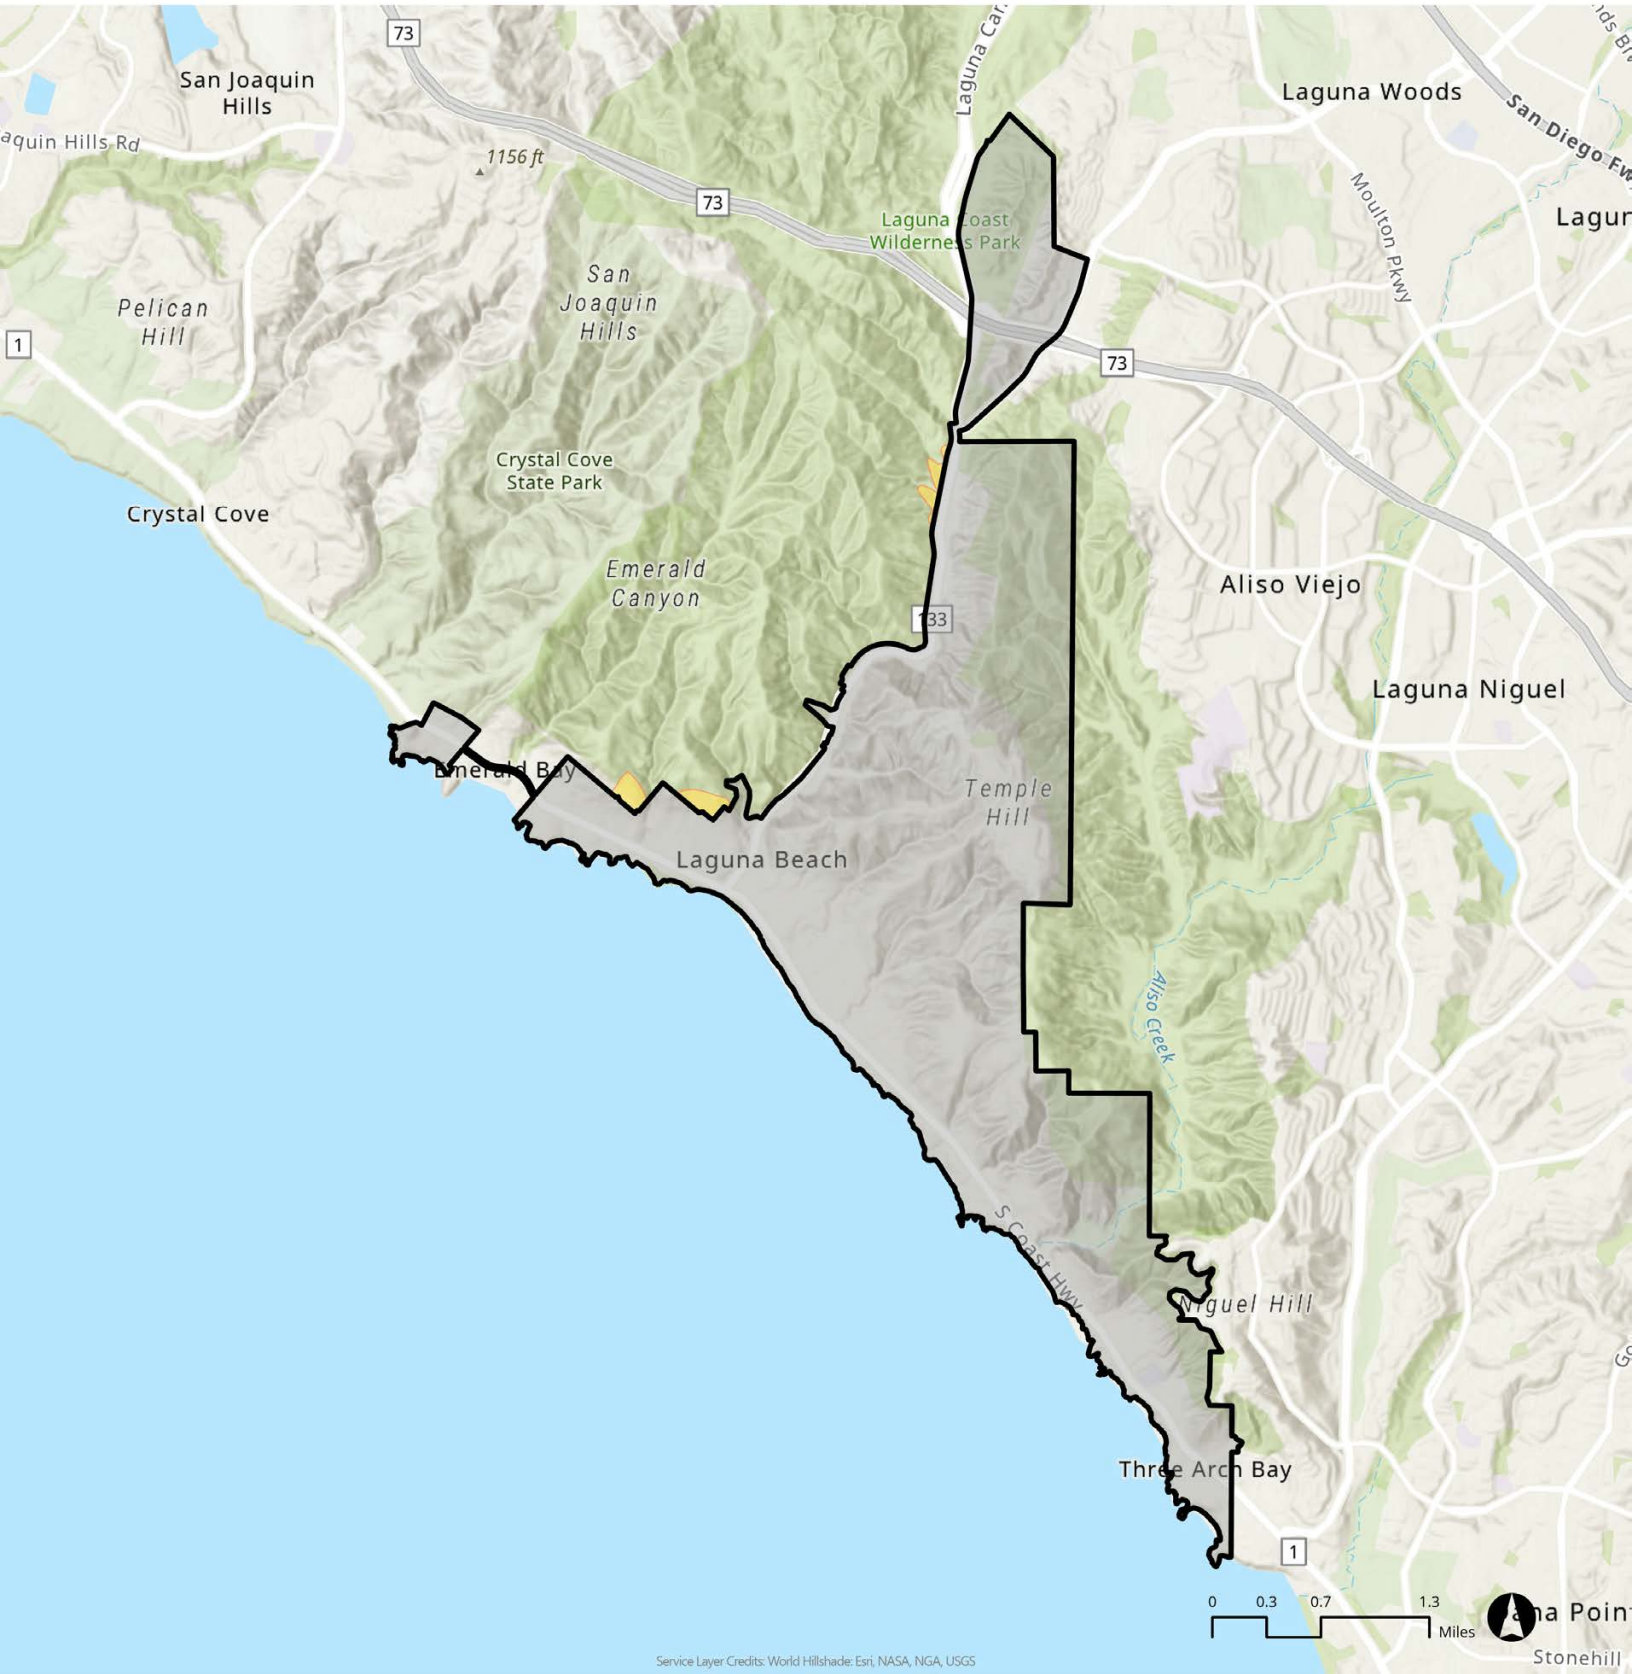 73
San Joaquin
Hills
aquin Hills Rd
1156 ft
Laguna Can
Laguna Woods
San Diego Fw
Moulton Pkwy
Lagun
73
Laguna Coast
Wilderness Park
San
Joaquin
Hills
Pelican
Hill
1
73
Crystal Cove
State Park
Crystal Cove
Emerald
Canyon
Aliso Viejo
133
Laguna Niguel
Emerald Bay
Temple
Hill
Laguna Beach
Aliso Creek
S Coast Hwy
Niguel Hill
Three Arch Bay
1
0 0.3 0.7 1.3
Miles
Dana Poin
Stonehill
Service Layer Credits: World Hillshade: Esri, NASA, NGA, USGS